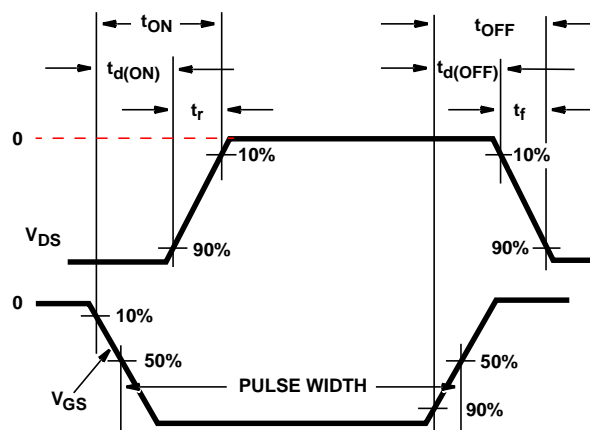 tON tOFF
td(ON) td(OFF)
tr tf
0
10% 10%
VDS 90% 90%
0
10%
50% 50%
VGS PULSE WIDTH
90%